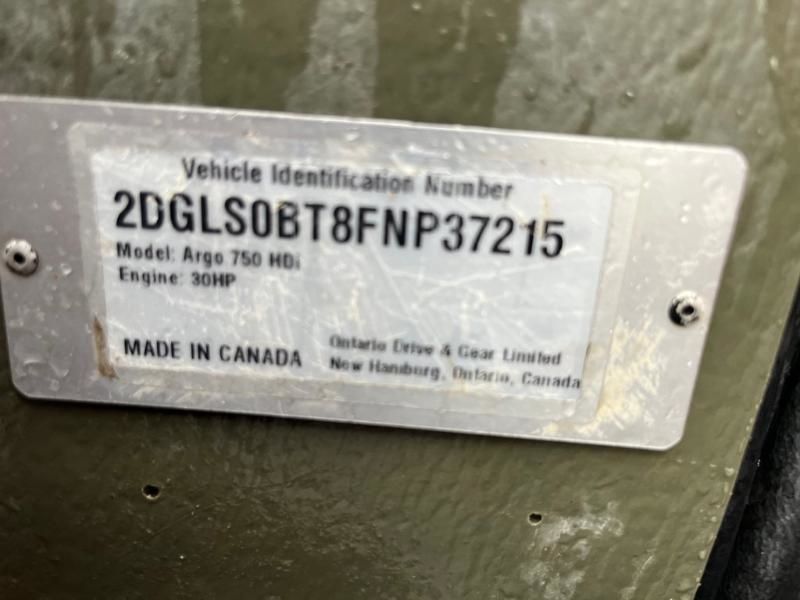 Vehicle Identification Number
2DGLS0BT8FNP37215
Model: Argo 750 HDi
Engine: 30HP
MADE IN CANADA
Ontario Drive & Gear Limited
New Hamburg, Ontario, Canada